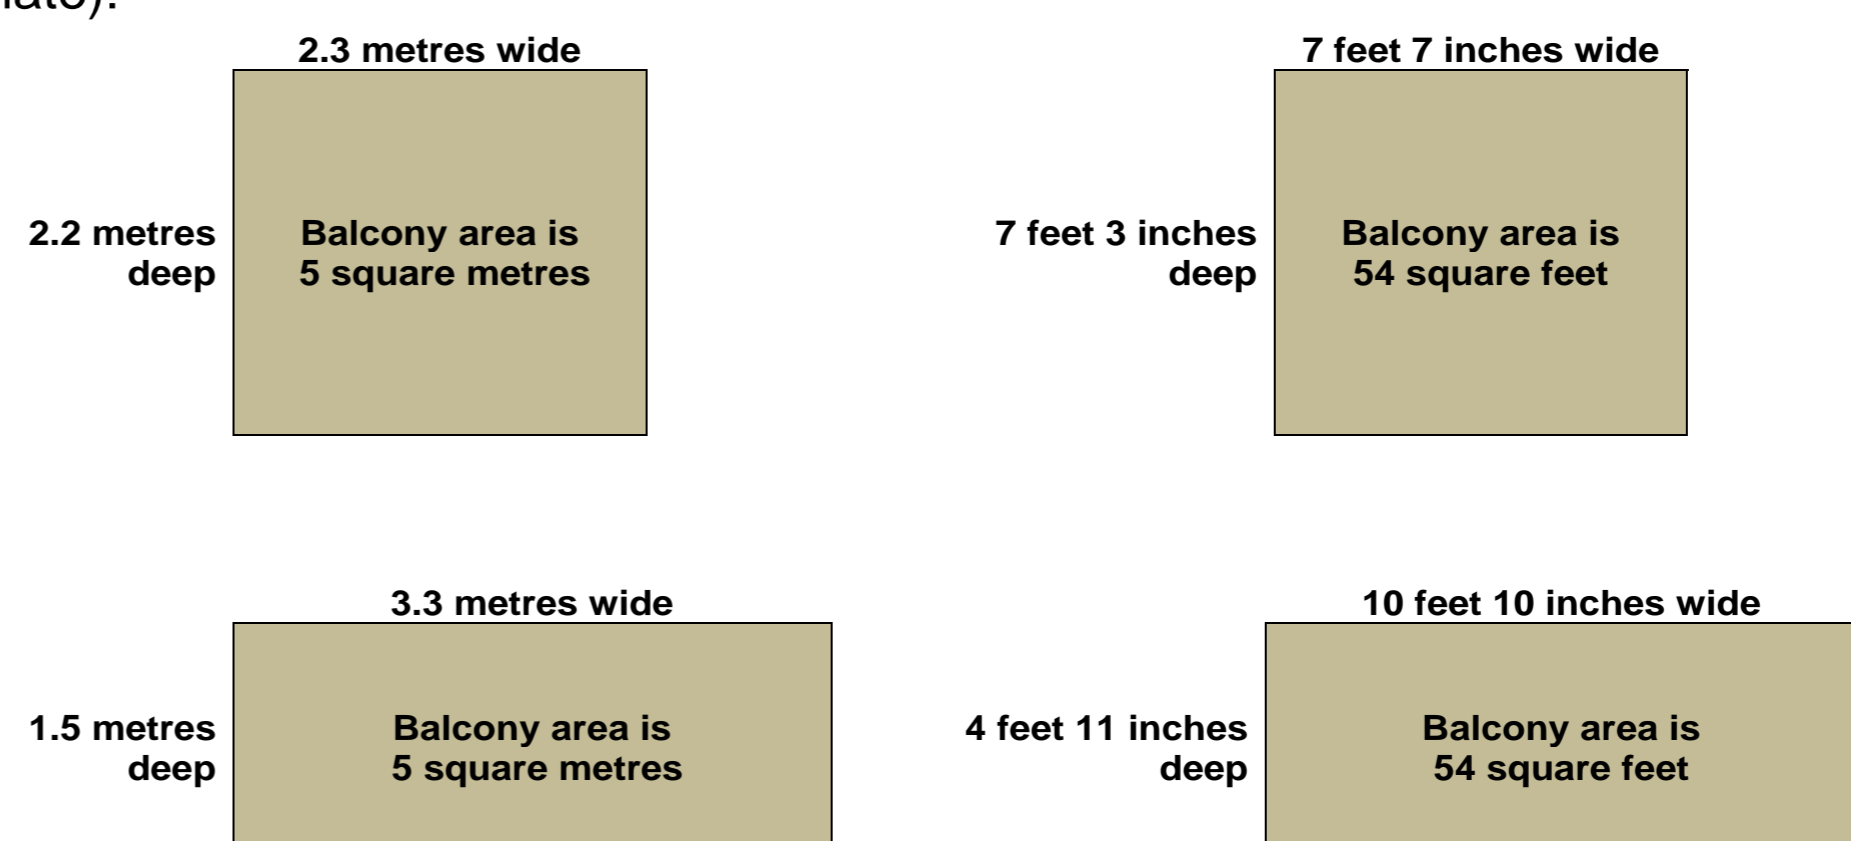 2.3 metres wide
7 feet 7 inches wide
2.2 metres
deep
Balcony area is
5 square metres
7 feet 3 inches
deep
Balcony area is
54 square feet
3.3 metres wide
10 feet 10 inches wide
1.5 metres
deep
Balcony area is
5 square metres
4 feet 11 inches
deep
Balcony area is
54 square feet